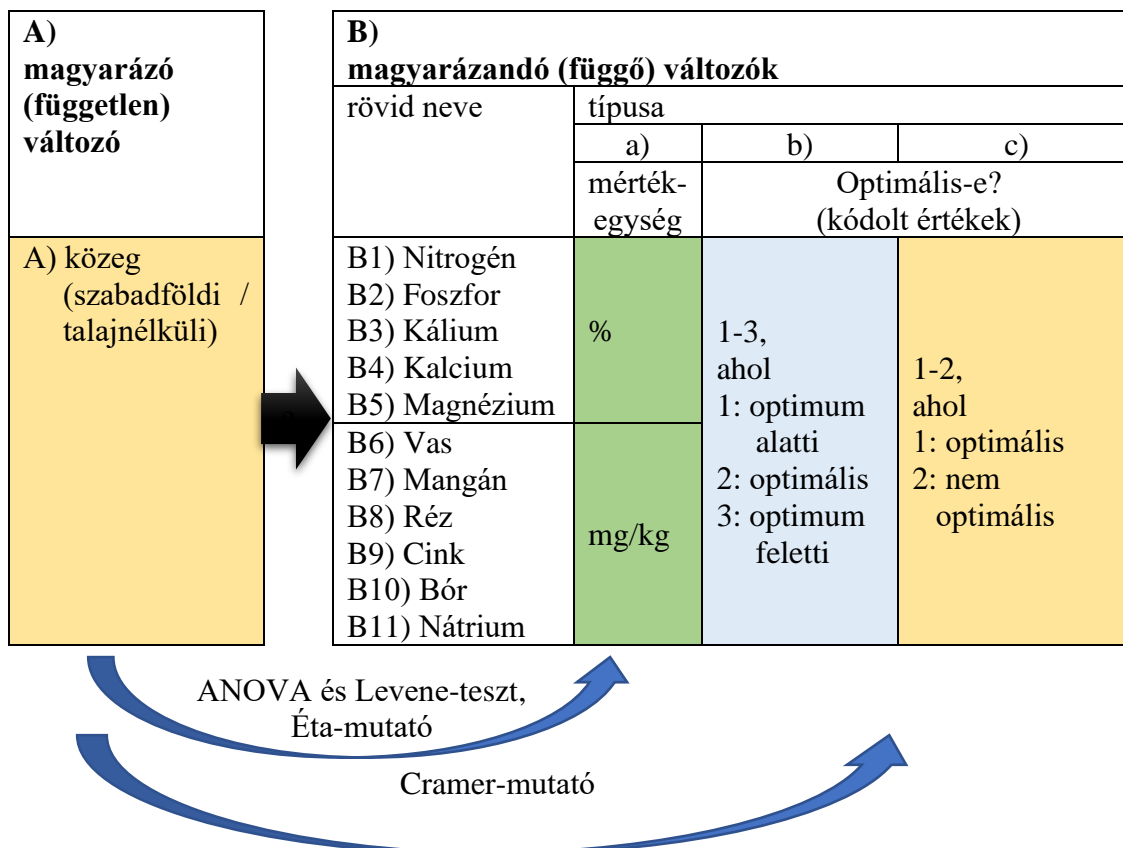 A)
magyarázó
(független)
változó
B)
magyarázandó (függő) változók
rövid neve
típusa
a)
b)
c)
mérték-
egység
Optimális-e?
(kódolt értékek)
A) közeg
(szabadföldi /
talajnélküli)
B1) Nitrogén
B2) Foszfor
B3) Kálium
B4) Kalcium
B5) Magnézium
B6) Vas
B7) Mangán
B8) Réz
B9) Cink
B10) Bór
B11) Nátrium
%
mg/kg
1-3,
ahol
1: optimum
alatti
2: optimális
3: optimum
feletti
1-2,
ahol
1: optimális
2: nem
optimális
ANOVA és Levene-teszt,
Éta-mutató
Cramer-mutató